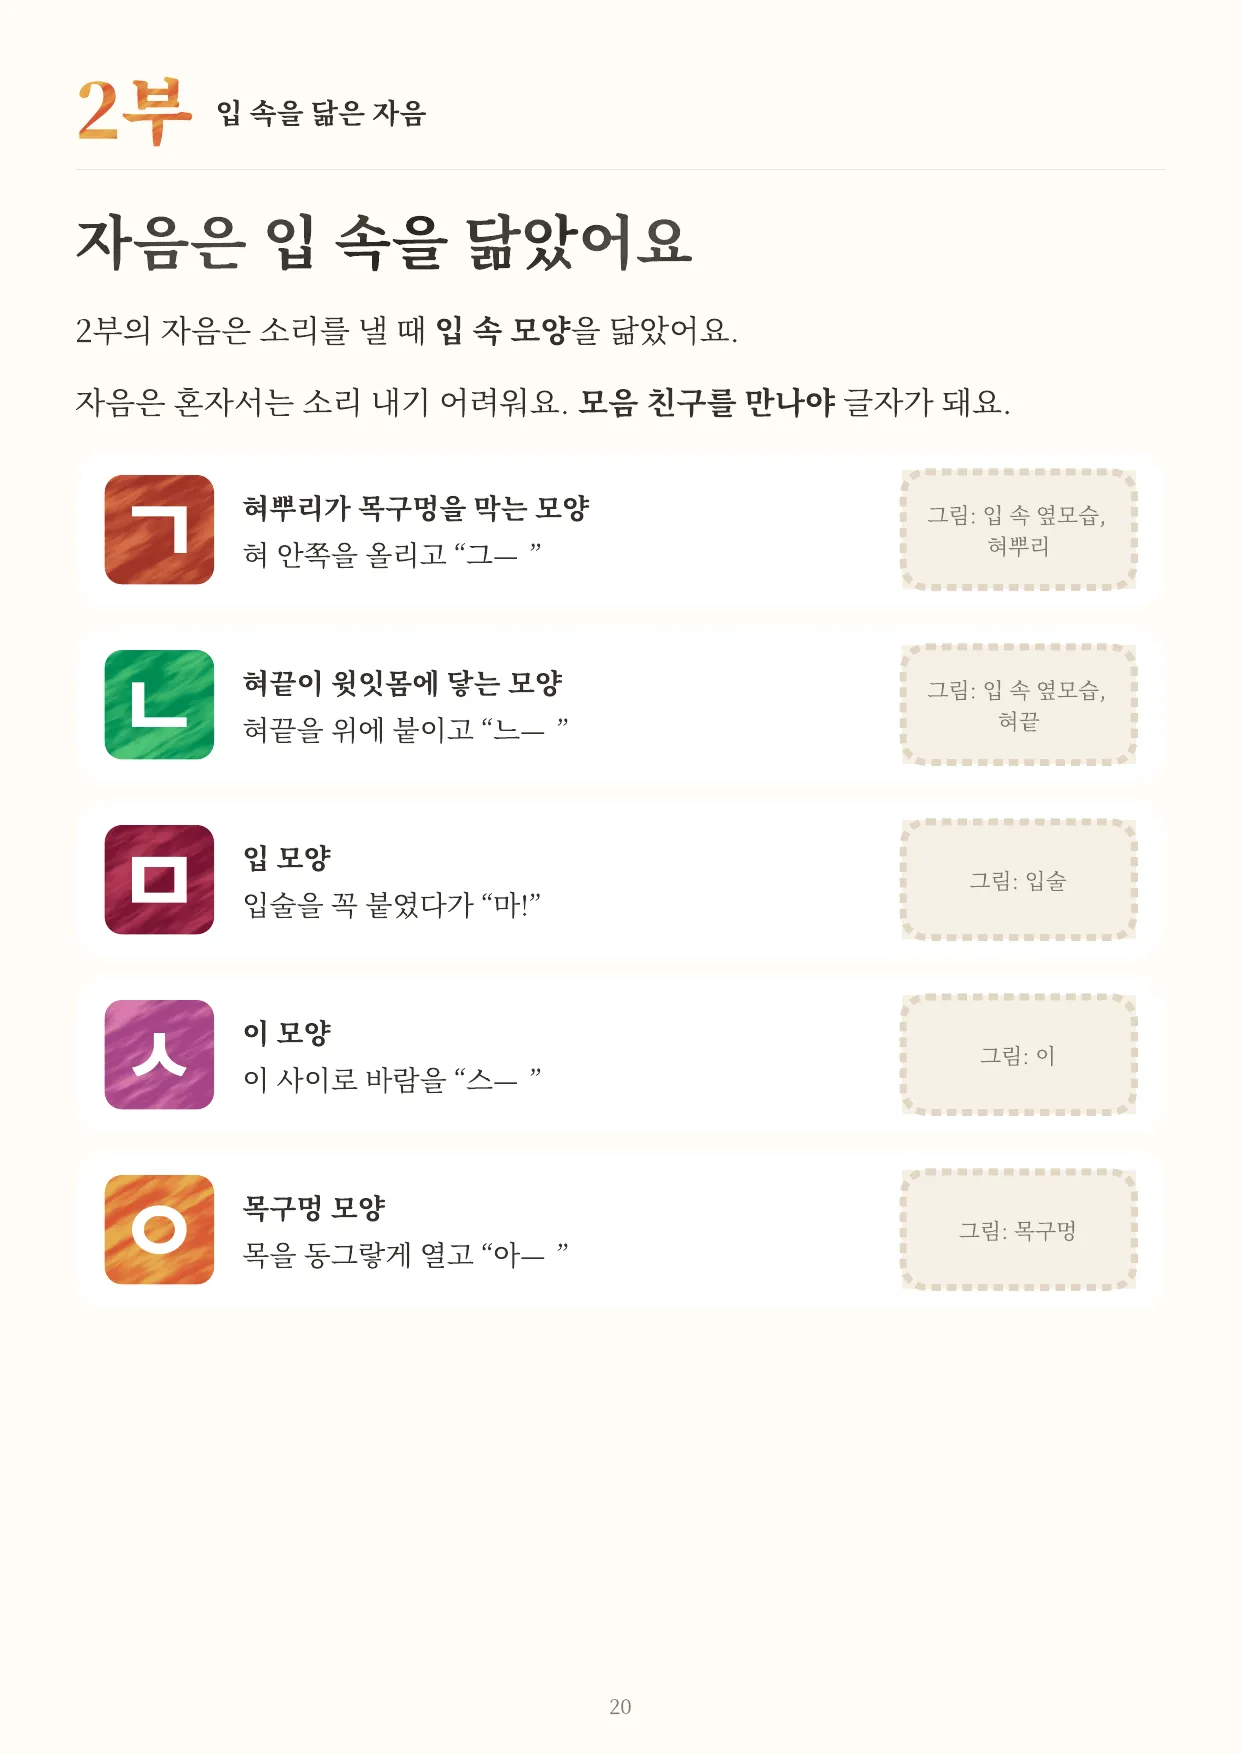 2부 입 속을 닮은 자음
자음은 입 속을 닮았어요
2부의 자음은 소리를 낼 때 입 속 모양을 닮았어요.
자음은 혼자서는 소리 내기 어려워요. 모음 친구를 만나야 글자가 돼요.
ㄱ
혀뿌리가 목구멍을 막는 모양
혀 안쪽을 올리고 “그— ”
그림: 입 속 옆모습,
혀뿌리
ㄴ
혀끝이 윗잇몸에 닿는 모양
혀끝을 위에 붙이고 “느— ”
그림: 입 속 옆모습,
혀끝
ㅁ
입 모양
입술을 꼭 붙였다가 “마!”
그림: 입술
ㅅ
이 모양
이 사이로 바람을 “스— ”
그림: 이
ㅇ
목구멍 모양
목을 동그랗게 열고 “아— ”
그림: 목구멍
20